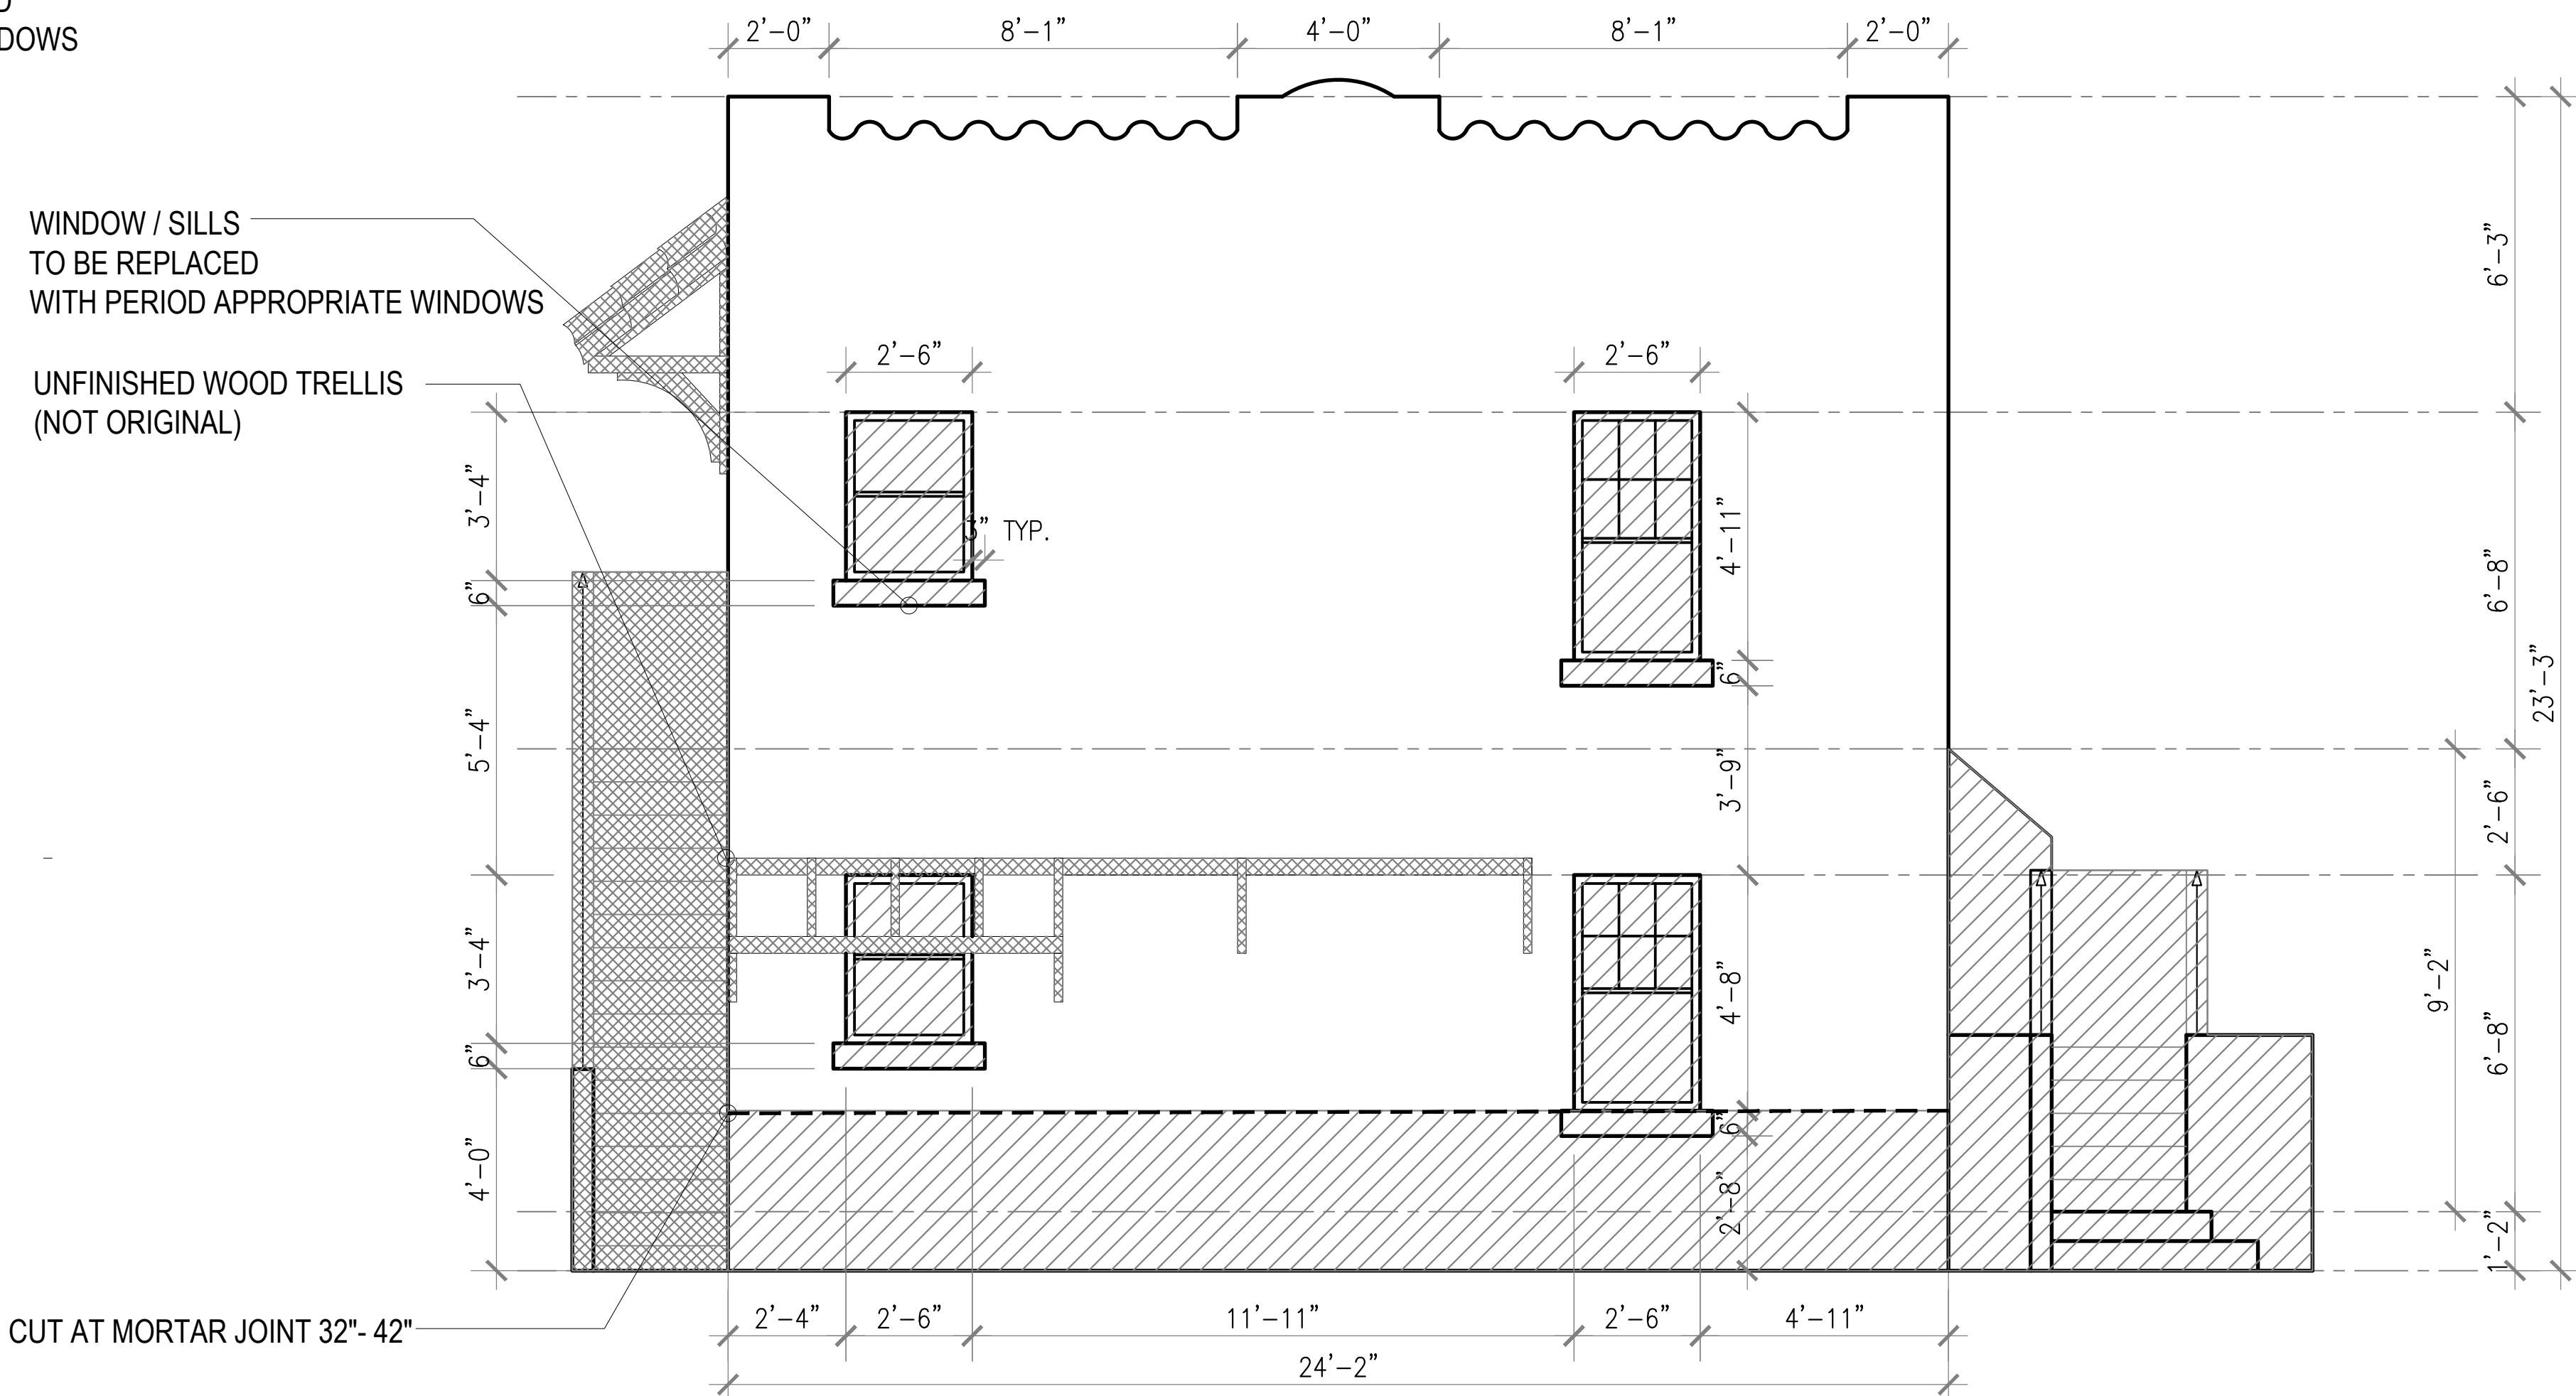 DOWS
2'-0" 8'-1" 4'-0" 8'-1" 2'-0"
WINDOW / SILLS
TO BE REPLACED
WITH PERIOD APPROPRIATE WINDOWS
UNFINISHED WOOD TRELLIS
(NOT ORIGINAL)
2'-6" 2'-6"
3" TYP.
3'-4"
6"
5'-4"
3'-4"
6"
4'-0"
4'-11"
6"
3'-9"
4'-8"
6"
2'-8"
9'-2"
6'-3"
6'-8"
2'-6"
6'-8"
1'-2"
23'-3"
CUT AT MORTAR JOINT 32"- 42"
2'-4" 2'-6" 11'-11" 2'-6" 4'-11"
24'-2"